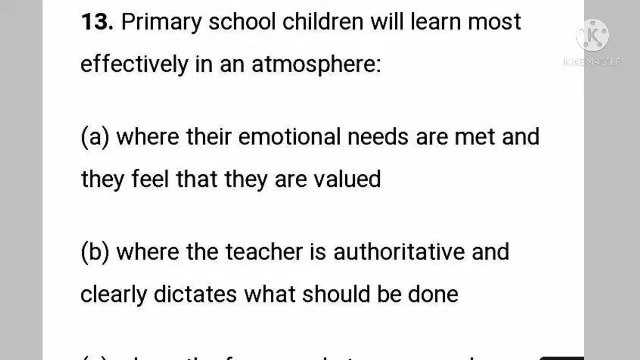 13. Primary school children will learn most
effectively in an atmosphere:
(a) where their emotional needs are met and
they feel that they are valued
(b) where the teacher is authoritative and
clearly dictates what should be done